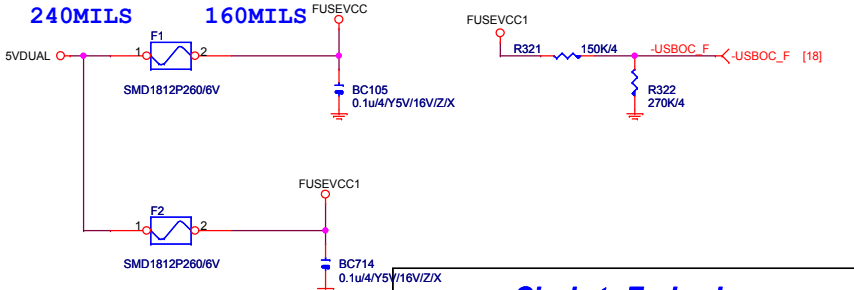 240MILS 160MILS FUSEVCC FUSEVCC1
F1
R321 150K/4 -USBOC_F
5VDUAL 1 2 -USBOC_F [18]
SMD1812P260/6V
BC105
0.1u/4/Y5V/16V/Z/X
R322
270K/4
FUSEVCC1
F2
1 2
SMD1812P260/6V
BC714
0.1u/4/Y5V/16V/Z/X